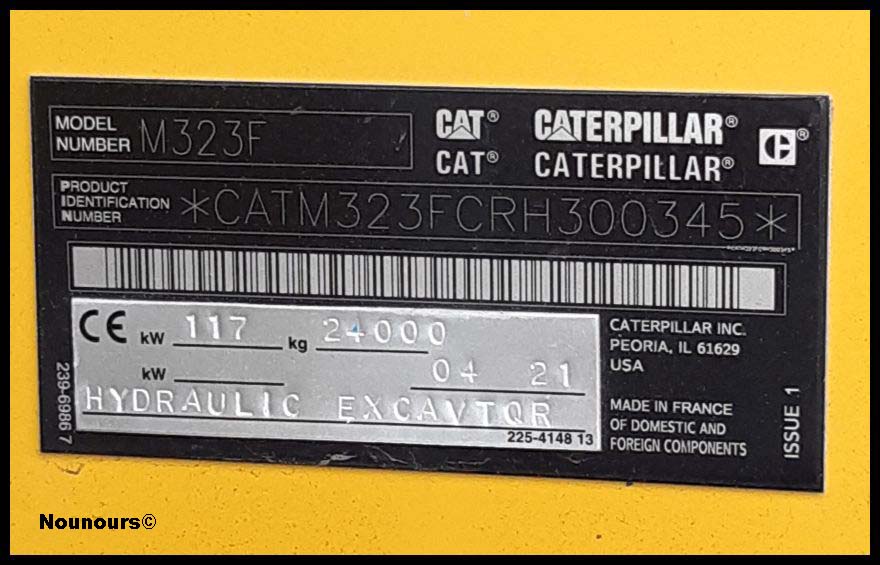 MODEL NUMBER M323F
CAT® CATERPILLAR®
CAT® CATERPILLAR®
PRODUCT IDENTIFICATION NUMBER *CATM323FCRH300345*
CE kW 117 kg 24000
kW 04 21
HYDRAULIC EXCAVTOR
225-4148 13
239-6986 7
CATERPILLAR INC.
PEORIA, IL 61629
USA
MADE IN FRANCE
OF DOMESTIC AND
FOREIGN COMPONENTS
ISSUE 1
Nounours©